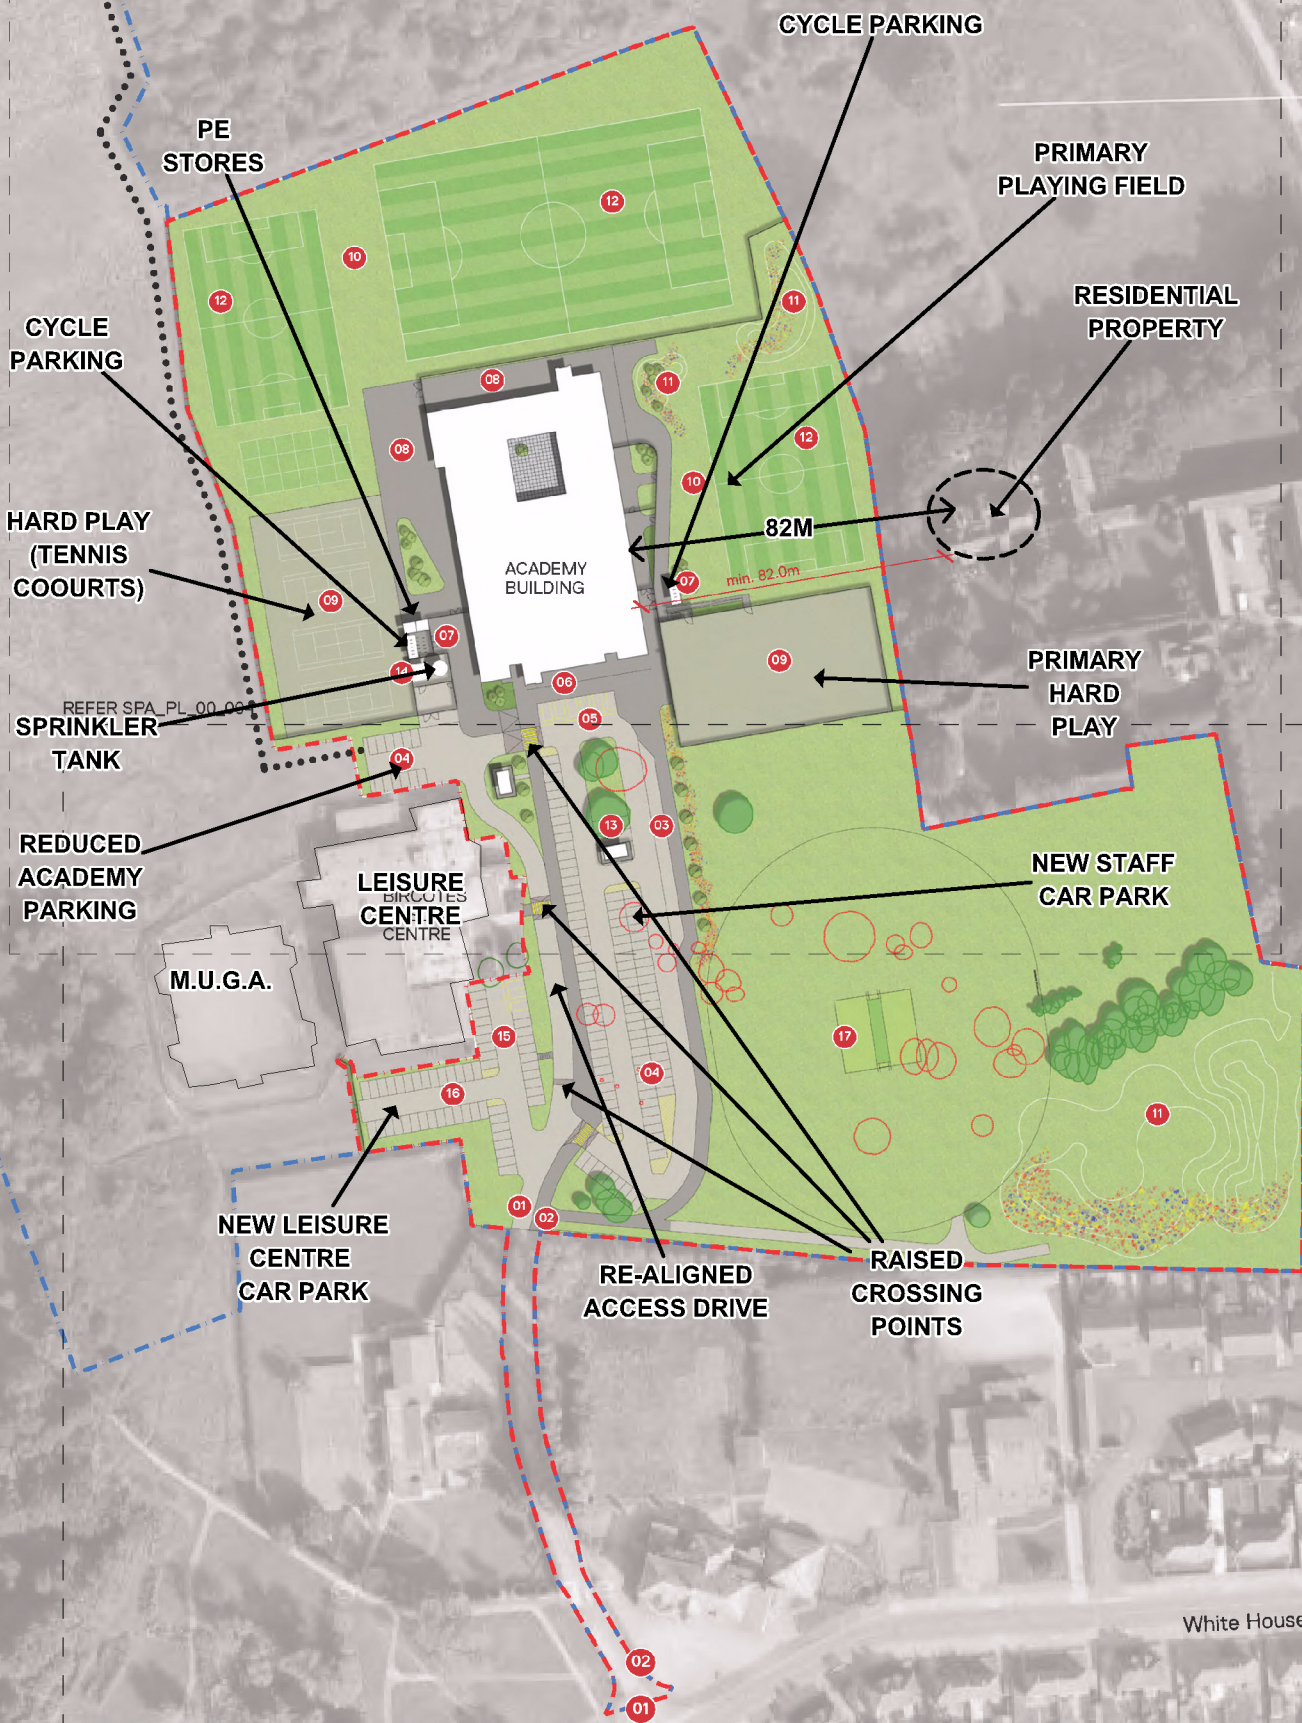 CYCLE PARKING
PE
STORES
PRIMARY
PLAYING FIELD
12
10
12
11
RESIDENTIAL
PROPERTY
CYCLE
PARKING
08
11
12
08
10
HARD PLAY
(TENNIS
COOURTS)
82M
ACADEMY
BUILDING
min. 82.0m
07
09
07
14
09
PRIMARY
HARD
PLAY
06
REFER SPA_PL_00_00
SPRINKLER
TANK
05
04
13
03
REDUCED
ACADEMY
PARKING
LEISURE
CENTRE
BIRCOTES
CENTRE
NEW STAFF
CAR PARK
M.U.G.A.
15
17
04
16
11
01
02
NEW LEISURE
CENTRE
CAR PARK
RE-ALIGNED
ACCESS DRIVE
RAISED
CROSSING
POINTS
White House
02
01